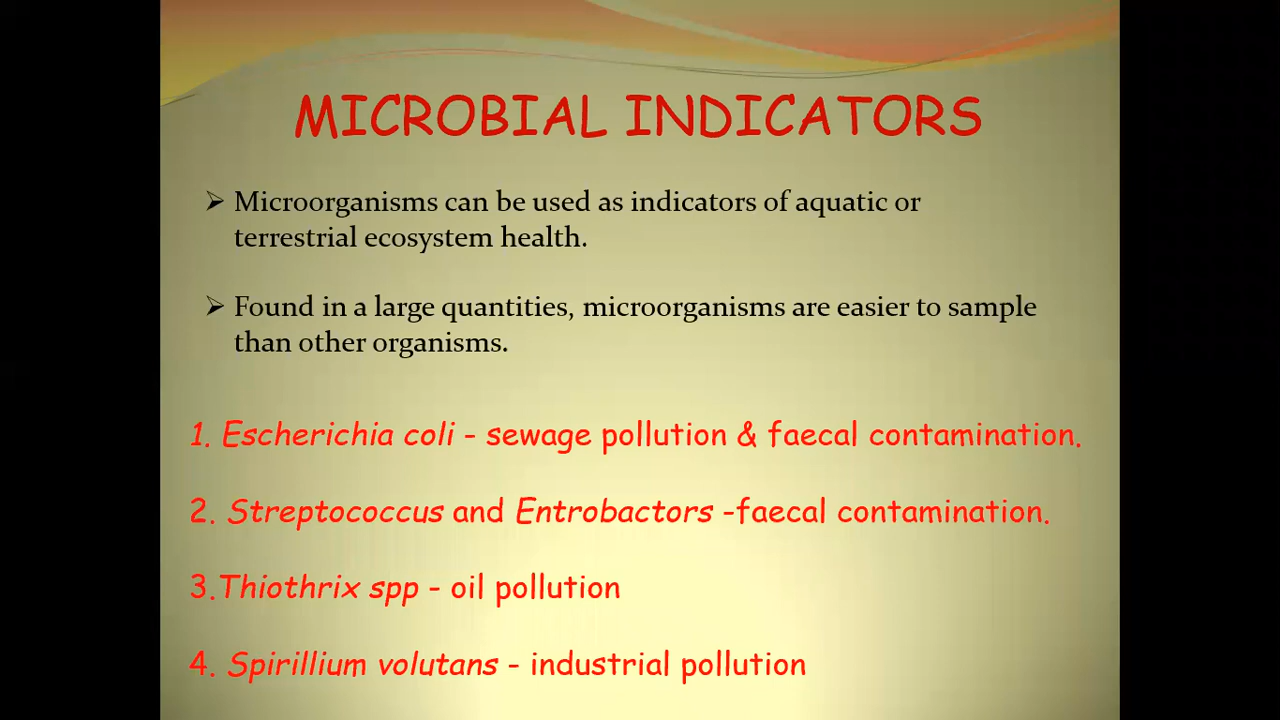 MICROBIAL INDICATORS
➢ Microorganisms can be used as indicators of aquatic or
terrestrial ecosystem health.
➢ Found in a large quantities, microorganisms are easier to sample
than other organisms.
1. Escherichia coli - sewage pollution & faecal contamination.
2. Streptococcus and Entrobactors -faecal contamination.
3.Thiothrix spp - oil pollution
4. Spirillium volutans - industrial pollution